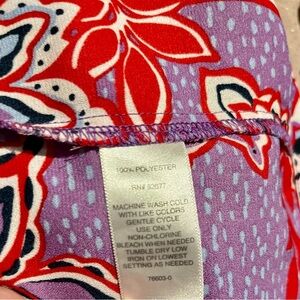 100% POLYESTER
RN# 92677
MACHINE WASH COLD
WITH LIKE COLORS
GENTLE CYCLE
USE ONLY
NON-CHLORINE
BLEACH WHEN NEEDED
TUMBLE DRY LOW
IRON ON LOWEST
SETTING AS NEEDED
76603-0